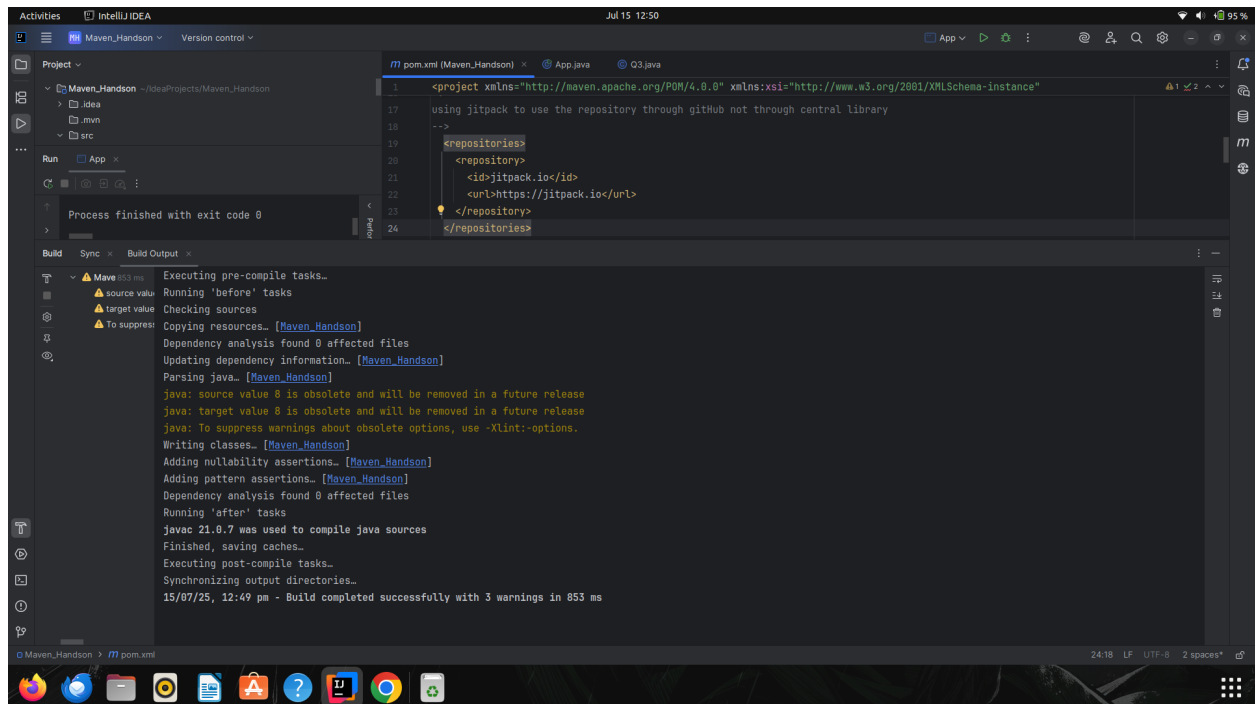 Activities IntelliJ IDEA Jul 15 12:50 95 %
MH Maven_Handson Version control App
Project
Maven_Handson ~/IdeaProjects/Maven_Handson
.idea
.mvn
src
Run App
Process finished with exit code 0
Perfor
pom.xml (Maven_Handson) App.java Q3.java
1 <project xmlns="http://maven.apache.org/POM/4.0.0" xmlns:xsi="http://www.w3.org/2001/XMLSchema-instance" 1 2
17 using jitpack to use the repository through gitHub not through central library
18 -->
19 <repositories>
20 <repository>
21 <id>jitpack.io</id>
22 <url>https://jitpack.io</url>
23 </repository>
24 </repositories>
Build Sync Build Output
Mave 853 ms
source valu
target value
To suppres
Executing pre-compile tasks…
Running 'before' tasks
Checking sources
Copying resources… [Maven_Handson]
Dependency analysis found 0 affected files
Updating dependency information… [Maven_Handson]
Parsing java… [Maven_Handson]
java: source value 8 is obsolete and will be removed in a future release
java: target value 8 is obsolete and will be removed in a future release
java: To suppress warnings about obsolete options, use -Xlint:-options.
Writing classes… [Maven_Handson]
Adding nullability assertions… [Maven_Handson]
Adding pattern assertions… [Maven_Handson]
Dependency analysis found 0 affected files
Running 'after' tasks
javac 21.0.7 was used to compile java sources
Finished, saving caches…
Executing post-compile tasks…
Synchronizing output directories…
15/07/25, 12:49 pm - Build completed successfully with 3 warnings in 853 ms
Maven_Handson > pom.xml 24:18 LF UTF-8 2 spaces*